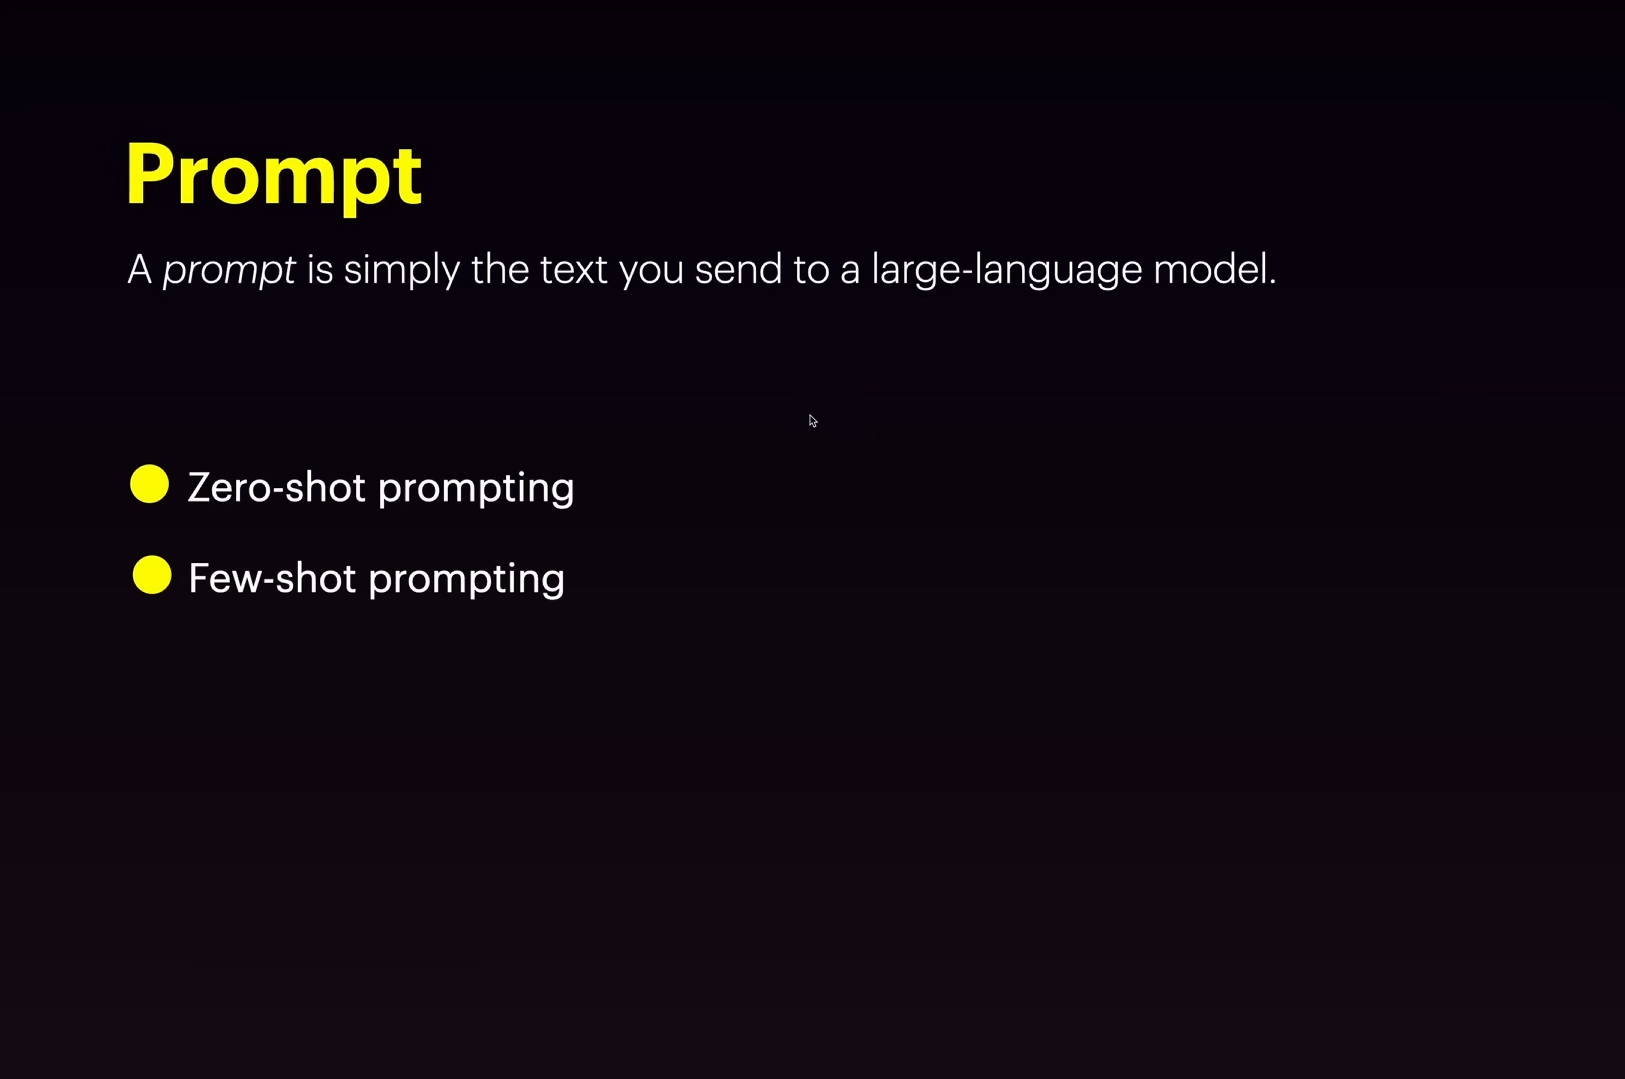 Prompt
A prompt is simply the text you send to a large-language model.
Zero-shot prompting
Few-shot prompting